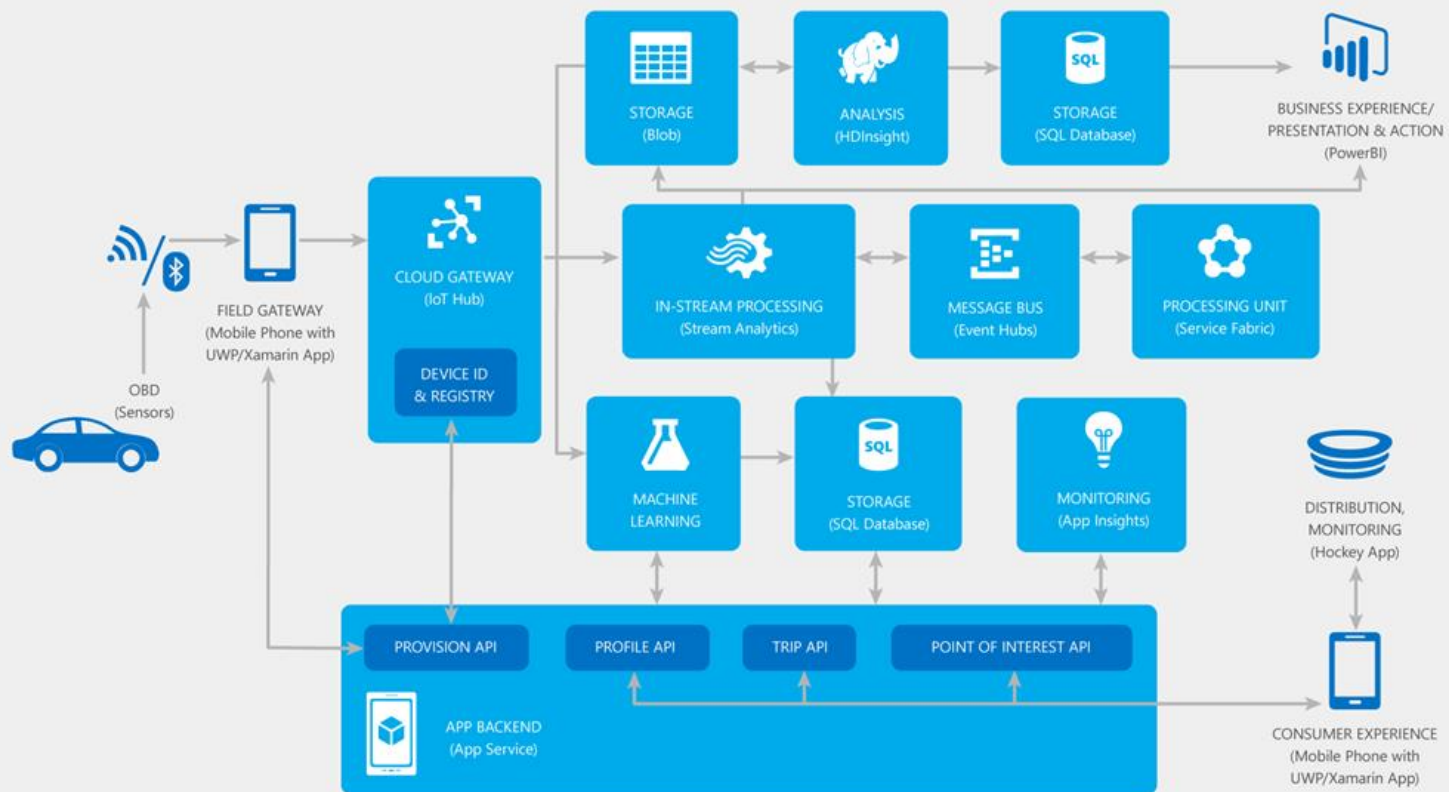 STORAGE
(Blob)
ANALYSIS
(HDInsight)
SQL
STORAGE
(SQL Database)
BUSINESS EXPERIENCE/
PRESENTATION & ACTION
(PowerBI)
FIELD GATEWAY
(Mobile Phone with
UWP/Xamarin App)
CLOUD GATEWAY
(IoT Hub)
DEVICE ID
& REGISTRY
IN-STREAM PROCESSING
(Stream Analytics)
MESSAGE BUS
(Event Hubs)
PROCESSING UNIT
(Service Fabric)
OBD
(Sensors)
MACHINE
LEARNING
SQL
STORAGE
(SQL Database)
MONITORING
(App Insights)
DISTRIBUTION,
MONITORING
(Hockey App)
PROVISION API
PROFILE API
TRIP API
POINT OF INTEREST API
APP BACKEND
(App Service)
CONSUMER EXPERIENCE
(Mobile Phone with
UWP/Xamarin App)